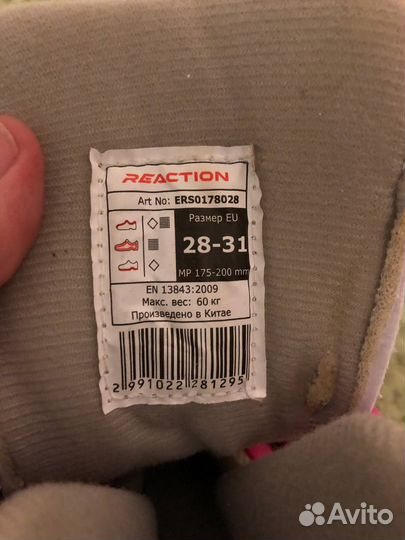 REACTION
Art No: ERS0178028
Размер EU
28-31
MP 175-200 mm
EN 13843:2009
Макс. вес: 60 кг
Произведено в Китае
2 991022 281295
Avito